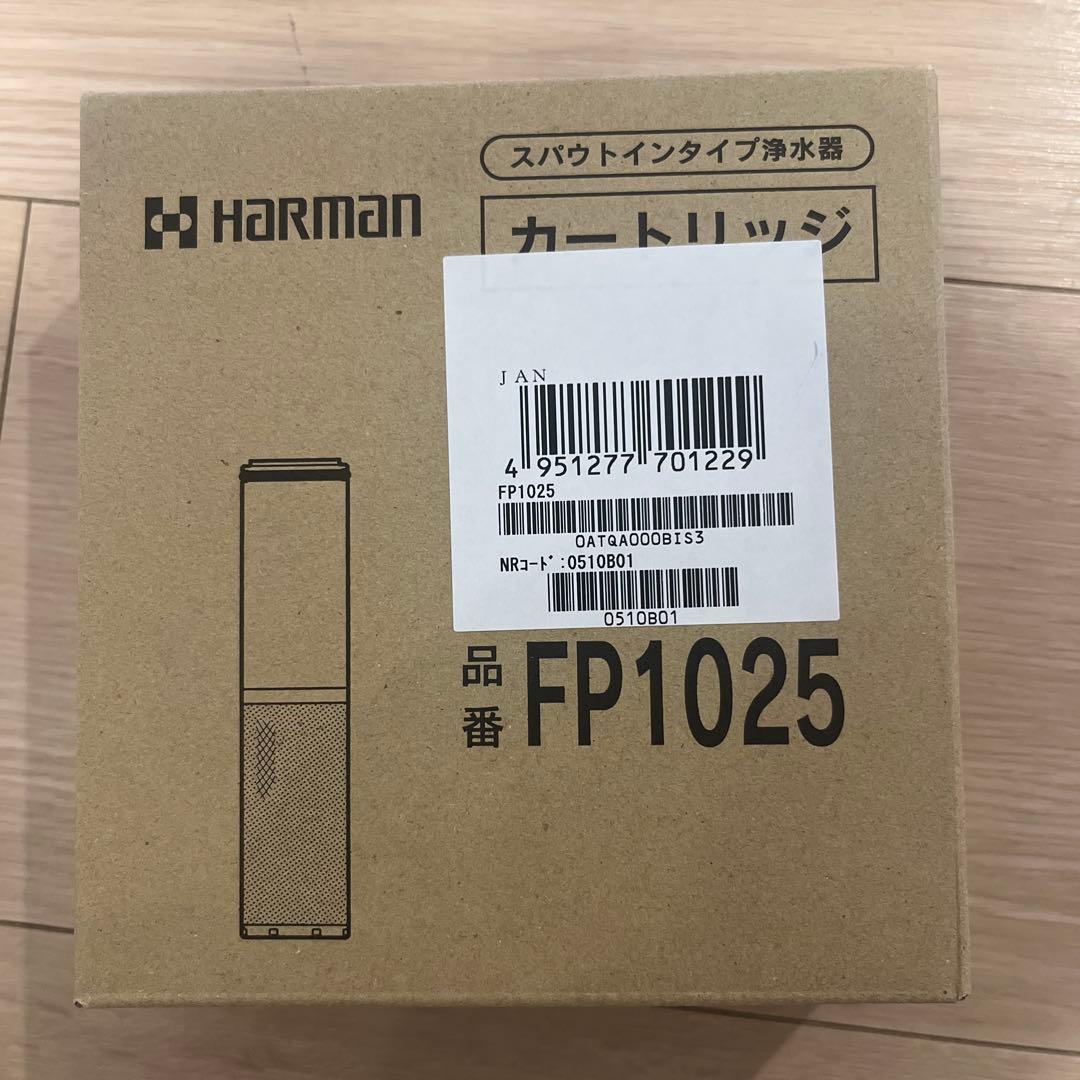 スパウトインタイプ浄水器
HARMAN
カートリッジ
JAN
4 951277 701229
FP1025
0ATQA000BIS3
NRコード:0510B01
0510B01
品番 FP1025